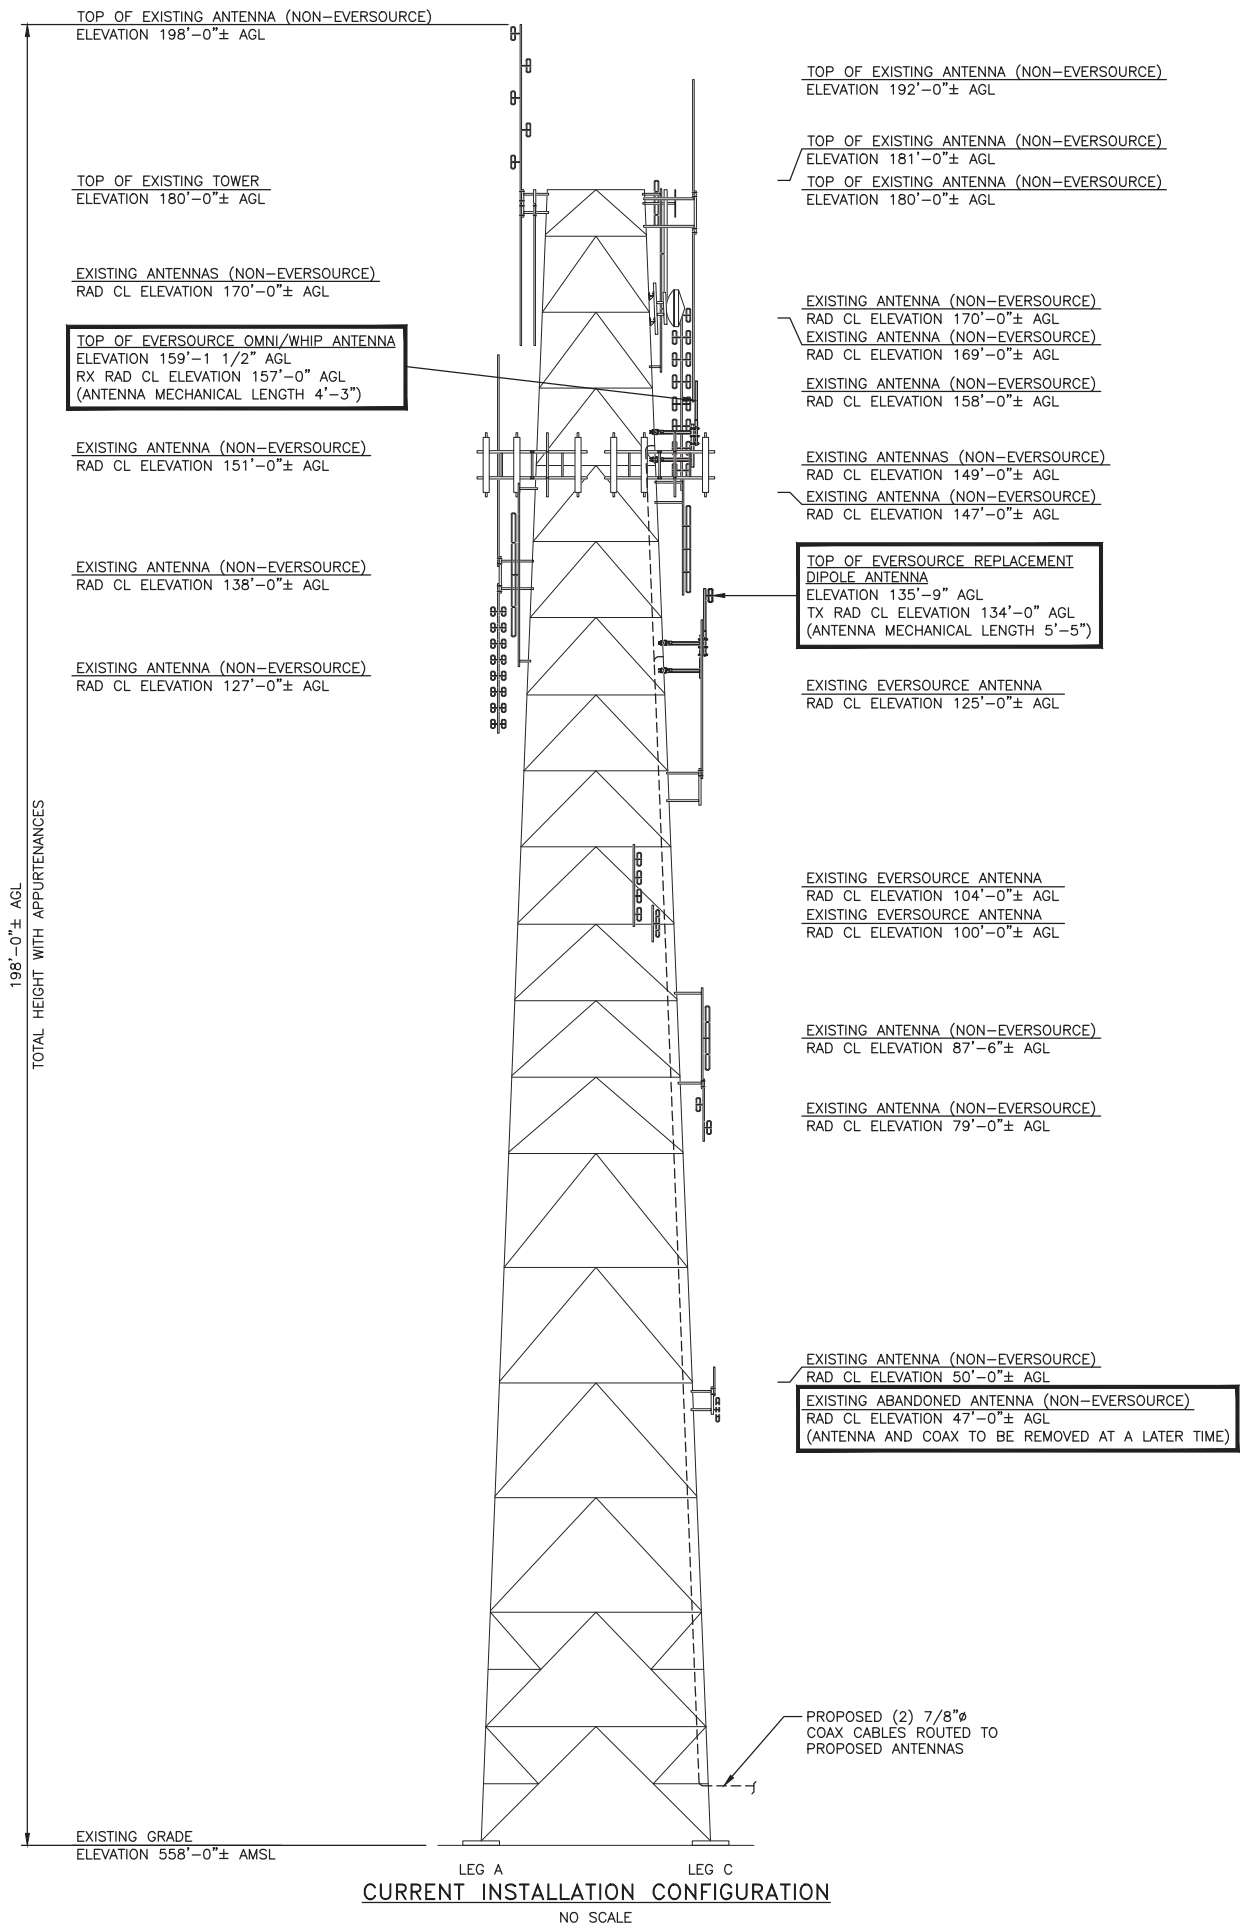 TOP OF EXISTING ANTENNA (NON-EVERSOURCE)
ELEVATION 198'-0"± AGL
TOP OF EXISTING TOWER
ELEVATION 180'-0"± AGL
EXISTING ANTENNAS (NON-EVERSOURCE)
RAD CL ELEVATION 170'-0"± AGL
TOP OF EVERSOURCE OMNI/WHIP ANTENNA
ELEVATION 159'-1 1/2" AGL
RX RAD CL ELEVATION 157'-0" AGL
(ANTENNA MECHANICAL LENGTH 4'-3")
EXISTING ANTENNA (NON-EVERSOURCE)
RAD CL ELEVATION 151'-0"± AGL
EXISTING ANTENNA (NON-EVERSOURCE)
RAD CL ELEVATION 138'-0"± AGL
EXISTING ANTENNA (NON-EVERSOURCE)
RAD CL ELEVATION 127'-0"± AGL
198'-0"± AGL
TOTAL HEIGHT WITH APPURTENANCES
EXISTING GRADE
ELEVATION 558'-0"± AMSL
TOP OF EXISTING ANTENNA (NON-EVERSOURCE)
ELEVATION 192'-0"± AGL
TOP OF EXISTING ANTENNA (NON-EVERSOURCE)
ELEVATION 181'-0"± AGL
TOP OF EXISTING ANTENNA (NON-EVERSOURCE)
ELEVATION 180'-0"± AGL
EXISTING ANTENNA (NON-EVERSOURCE)
RAD CL ELEVATION 170'-0"± AGL
EXISTING ANTENNA (NON-EVERSOURCE)
RAD CL ELEVATION 169'-0"± AGL
EXISTING ANTENNA (NON-EVERSOURCE)
RAD CL ELEVATION 158'-0"± AGL
EXISTING ANTENNAS (NON-EVERSOURCE)
RAD CL ELEVATION 149'-0"± AGL
EXISTING ANTENNA (NON-EVERSOURCE)
RAD CL ELEVATION 147'-0"± AGL
TOP OF EVERSOURCE REPLACEMENT
DIPOLE ANTENNA
ELEVATION 135'-9" AGL
TX RAD CL ELEVATION 134'-0" AGL
(ANTENNA MECHANICAL LENGTH 5'-5")
EXISTING EVERSOURCE ANTENNA
RAD CL ELEVATION 125'-0"± AGL
EXISTING EVERSOURCE ANTENNA
RAD CL ELEVATION 104'-0"± AGL
EXISTING EVERSOURCE ANTENNA
RAD CL ELEVATION 100'-0"± AGL
EXISTING ANTENNA (NON-EVERSOURCE)
RAD CL ELEVATION 87'-6"± AGL
EXISTING ANTENNA (NON-EVERSOURCE)
RAD CL ELEVATION 79'-0"± AGL
EXISTING ANTENNA (NON-EVERSOURCE)
RAD CL ELEVATION 50'-0"± AGL
EXISTING ABANDONED ANTENNA (NON-EVERSOURCE)
RAD CL ELEVATION 47'-0"± AGL
(ANTENNA AND COAX TO BE REMOVED AT A LATER TIME)
PROPOSED (2) 7/8"ø
COAX CABLES ROUTED TO
PROPOSED ANTENNAS
LEG A
LEG C
CURRENT INSTALLATION CONFIGURATION
NO SCALE